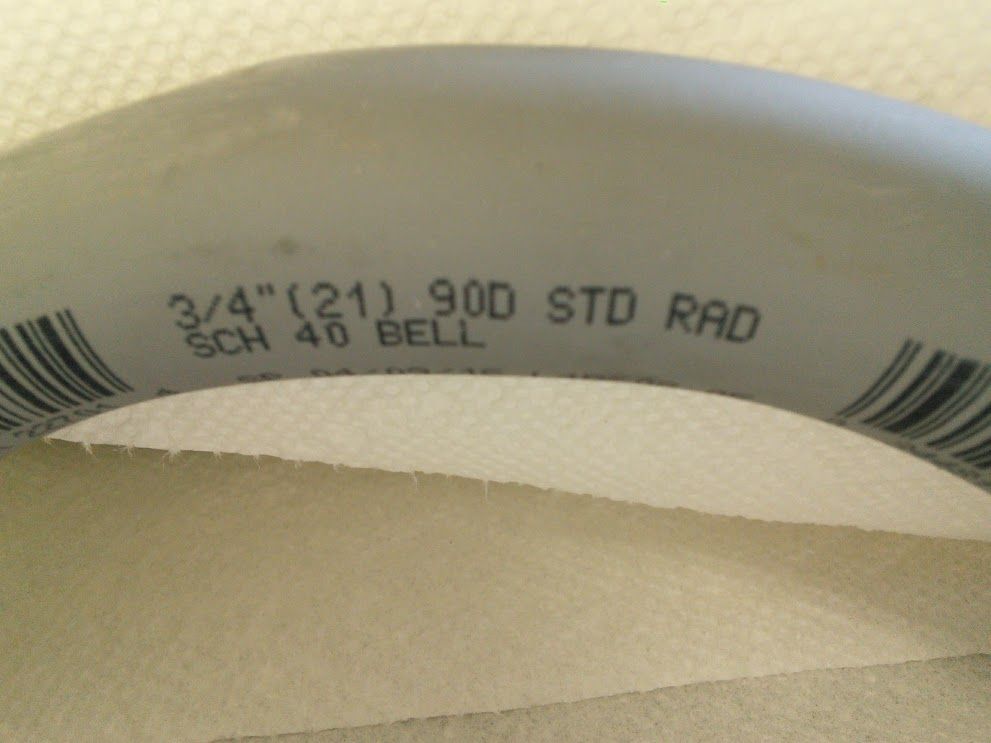 3/4"(21) 90D STD RAD
SCH 40 BELL